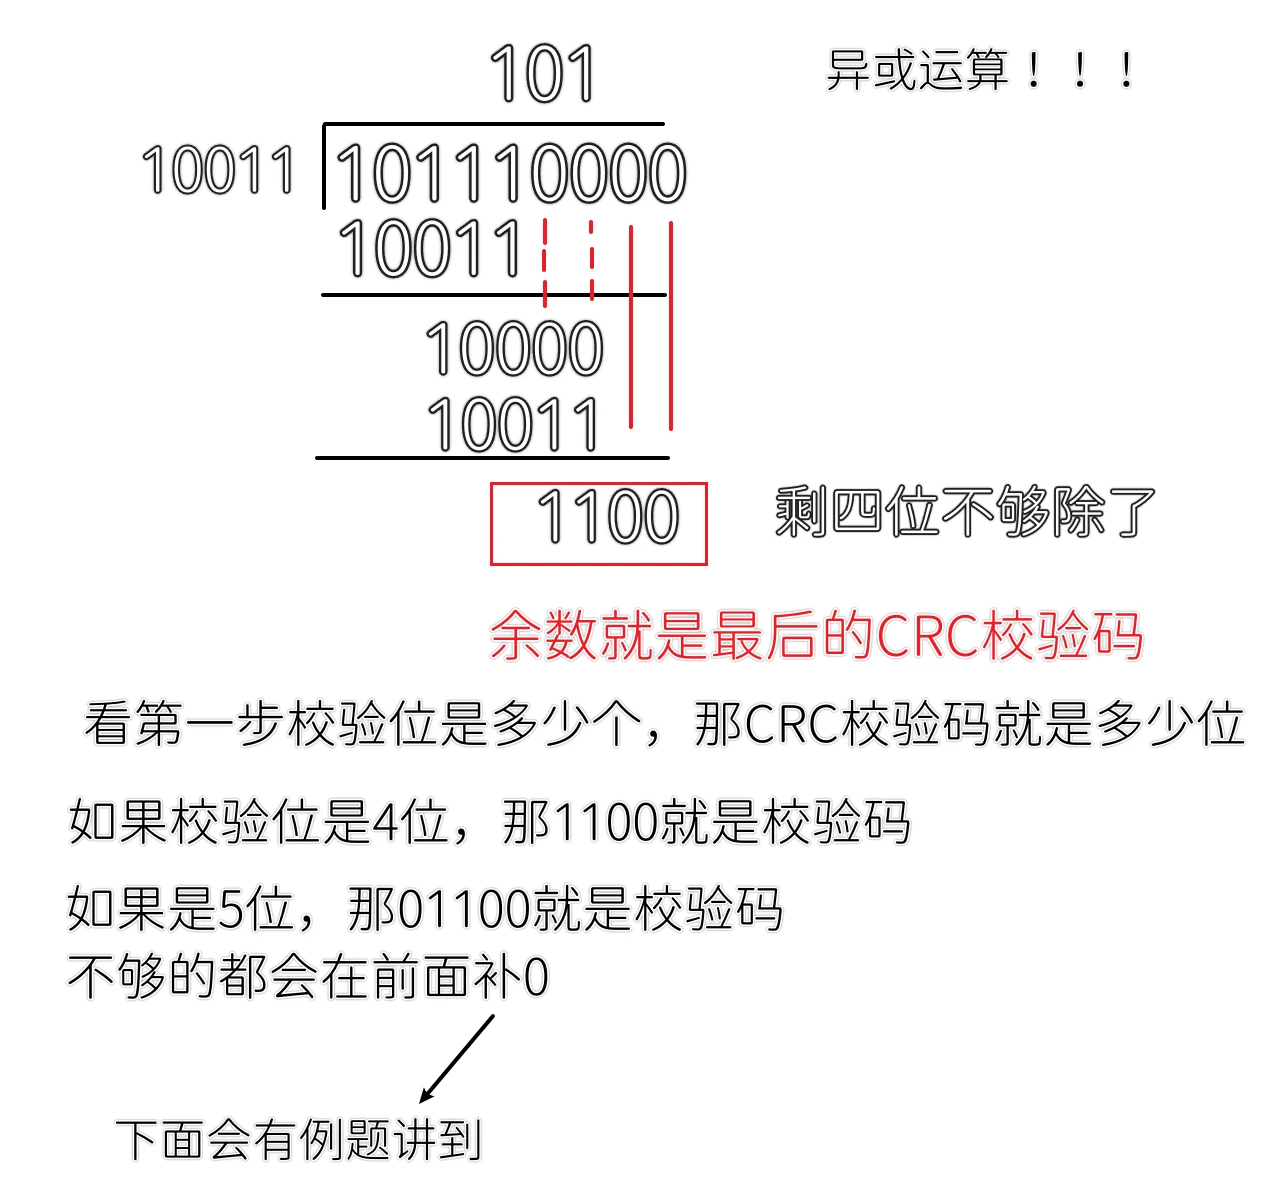 101
异或运算！！！
10011
101110000
10011
10000
10011
1100
剩四位不够除了
余数就是最后的CRC校验码
看第一步校验位是多少个，那CRC校验码就是多少位
如果校验位是4位，那1100就是校验码
如果是5位，那01100就是校验码
不够的都会在前面补0
下面会有例题讲到